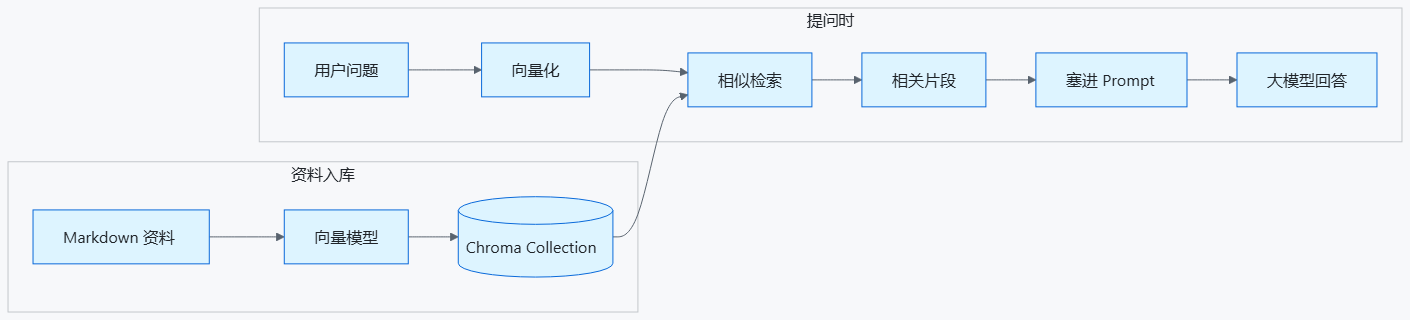 提问时
用户问题
向量化
相似检索
相关片段
塞进 Prompt
大模型回答
资料入库
Markdown 资料
向量模型
Chroma Collection